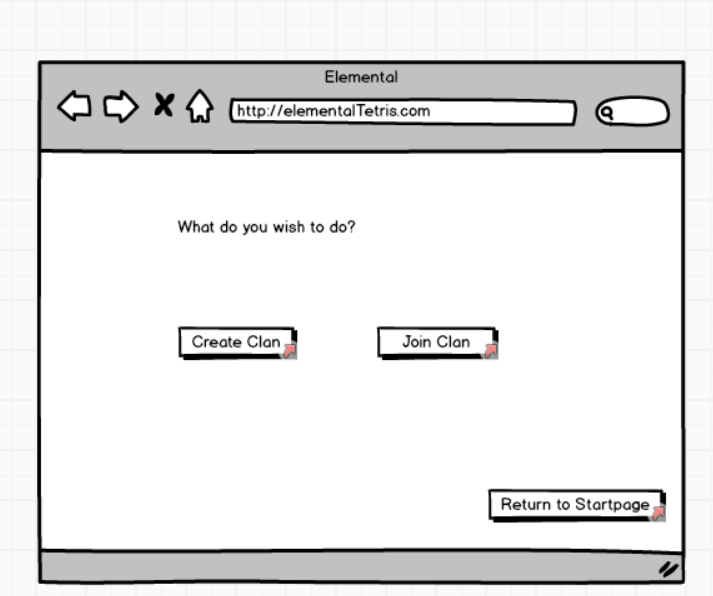 Elemental
http://elementalTetris.com
What do you wish to do?
Create Clan
Join Clan
Return to Startpage